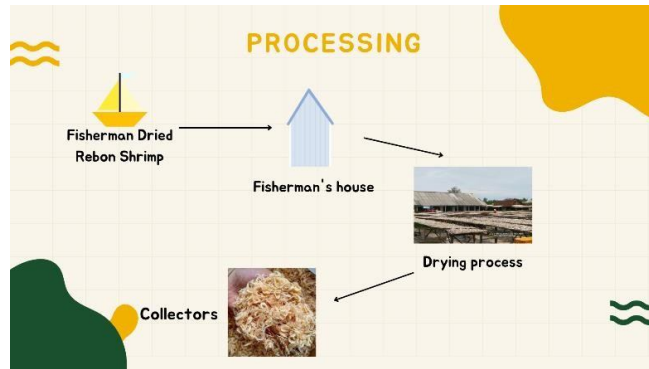 PROCESSING
Fisherman Dried
Rebon Shrimp
Fisherman's house
Drying process
Collectors